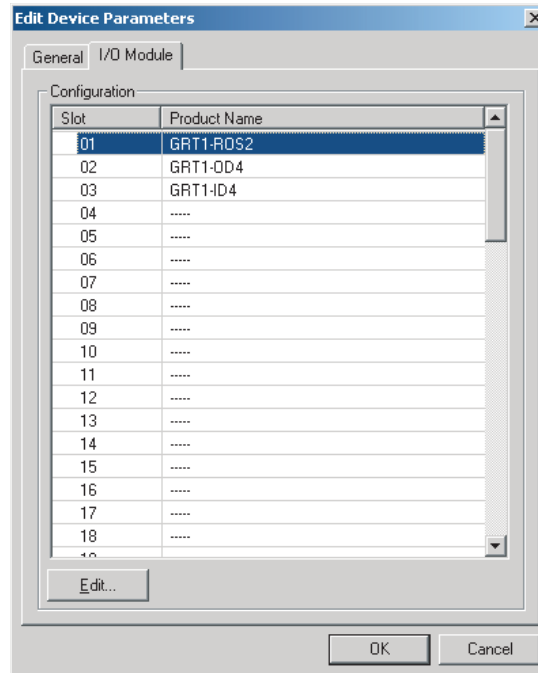 Edit Device Parameters
General I/O Module
Configuration
Slot Product Name
01 GRT1-ROS2
02 GRT1-OD4
03 GRT1-ID4
04 -----
05 -----
06 -----
07 -----
08 -----
09 -----
10 -----
11 -----
12 -----
13 -----
14 -----
15 -----
16 -----
17 -----
18 -----
Edit...
OK Cancel